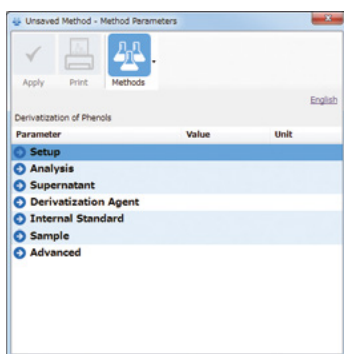 Unsaved Method - Method Parameters
Apply Print Methods
English
Derivatization of Phenols
Parameter Value Unit
Setup
Analysis
Supernatant
Derivatization Agent
Internal Standard
Sample
Advanced